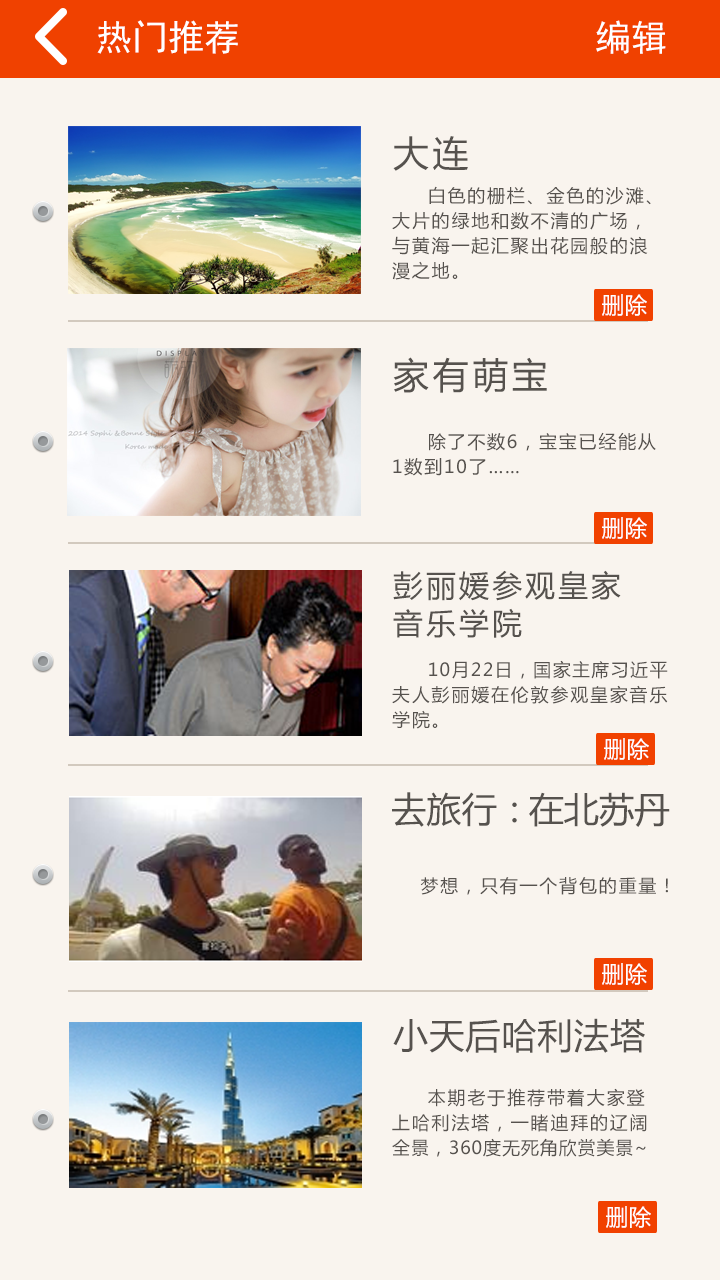 热门推荐
编辑
大连
白色的栅栏、金色的沙滩、
大片的绿地和数不清的广场，
与黄海一起汇聚出花园般的浪
漫之地。
删除
DISPLA
2014 Sophi & Bonne
Korea
家有萌宝
除了不数6，宝宝已经能从
1数到10了......
删除
彭丽媛参观皇家
音乐学院
10月22日，国家主席习近平
夫人彭丽媛在伦敦参观皇家音乐
学院。
删除
去旅行：在北苏丹
梦想，只有一个背包的重量！
删除
小天后哈利法塔
本期老于推荐带着大家登
上哈利法塔，一睹迪拜的辽阔
全景，360度无死角欣赏美景~
删除